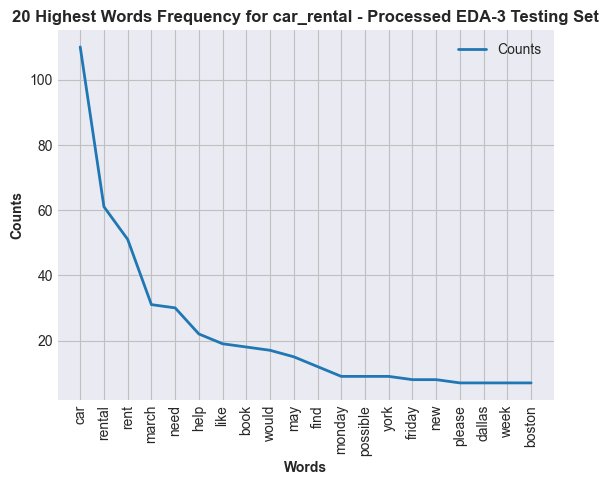 20 Highest Words Frequency for car_rental - Processed EDA-3 Testing Set
Counts
100
80
60
40
20
Counts
car
rental
rent
march
need
help
like
book
would
may
find
monday
possible
york
friday
new
please
dallas
week
boston
Words